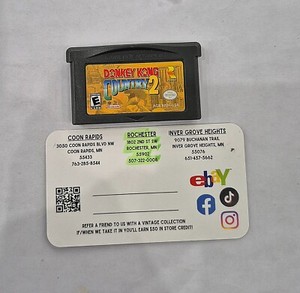 DONKEY KONG
COUNTRY 2
EVERYONE
E
COON RAPIDS
3030 COON RAPIDS BLVD NW
COON RAPIDS, MN
55433
763-285-8344
ROCHESTER
1802 2ND ST SW
ROCHESTER, MN
55902
507-322-0008
INVER GROVE HEIGHTS
9079 BUCHANAN TRAIL
INVER GROVE HEIGHTS, MN
55076
651-457-5662
ebay
REFER A FRIEND TO US WITH A VINTAGE COLLECTION
IF/WHEN WE TAKE IT IN YOU'LL EARN $50 IN STORE CREDIT!